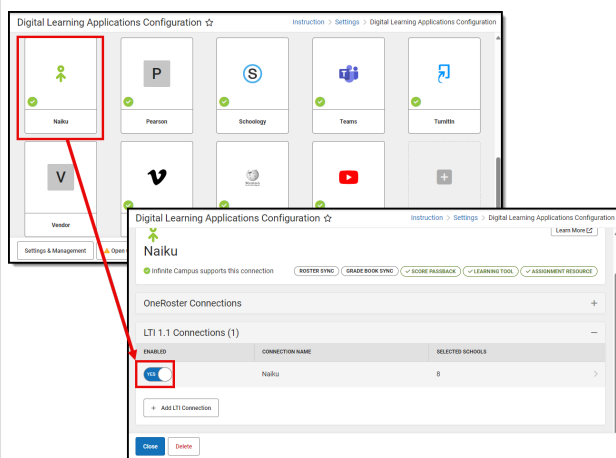 Digital Learning Applications Configuration ☆
Instruction > Settings > Digital Learning Applications Configuration
P
S
Naiku
Pearson
Schoology
Teams
Turnitin
V
Vendor
Settings & Management
Open
Digital Learning Applications Configuration ☆
Instruction > Settings > Digital Learning Applications Configuration
Learn More
Naiku
Infinite Campus supports this connection
ROSTER SYNC
GRADE BOOK SYNC
SCORE PASSBACK
LEARNING TOOL
ASSIGNMENT RESOURCE
OneRoster Connections +
LTI 1.1 Connections (1) −
ENABLED CONNECTION NAME SELECTED SCHOOLS
YES Naiku 8 >
+ Add LTI Connection
Close Delete